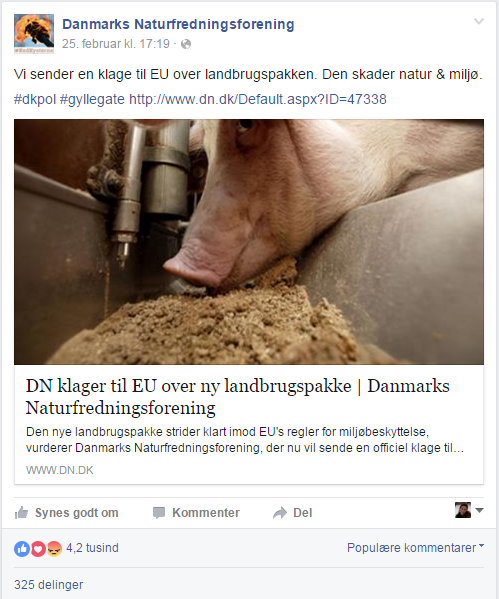 Danmarks Naturfredningsforening
25. februar kl. 17:19 ·
Vi sender en klage til EU over landbrugspakken. Den skader natur & miljø.
#dkpol #gyllegate http://www.dn.dk/Default.aspx?ID=47338
DN klager til EU over ny landbrugspakke | Danmarks
Naturfredningsforening
Den nye landbrugspakke strider klart imod EU's regler for miljøbeskyttelse,
vurderer Danmarks Naturfredningsforening, der nu vil sende en officiel klage til...
WWW.DN.DK
Synes godt om Kommenter Del
4,2 tusind Populære kommentarer
325 delinger